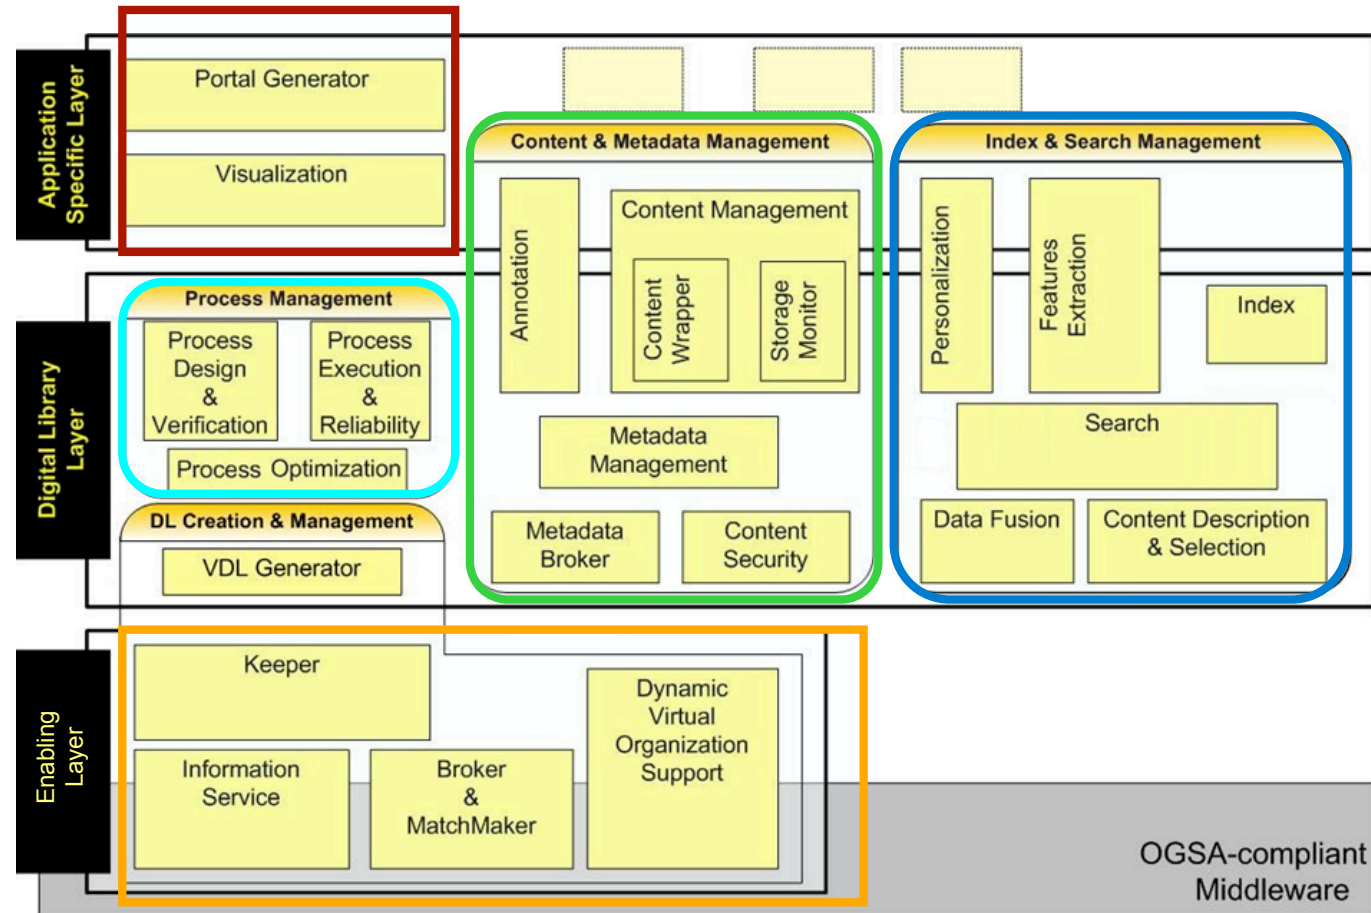 Application
Specific Layer
Portal Generator
Visualization
Content & Metadata Management
Annotation
Content Management
Content
Wrapper
Storage
Monitor
Metadata
Management
Metadata
Broker
Content
Security
Index & Search Management
Personalization
Features
Extraction
Index
Search
Data Fusion
Content Description
& Selection
Digital Library
Layer
Process Management
Process
Design
&
Verification
Process
Execution
&
Reliability
Process Optimization
DL Creation & Management
VDL Generator
Enabling
Layer
Keeper
Information
Service
Broker
&
MatchMaker
Dynamic
Virtual
Organization
Support
OGSA-compliant
Middleware